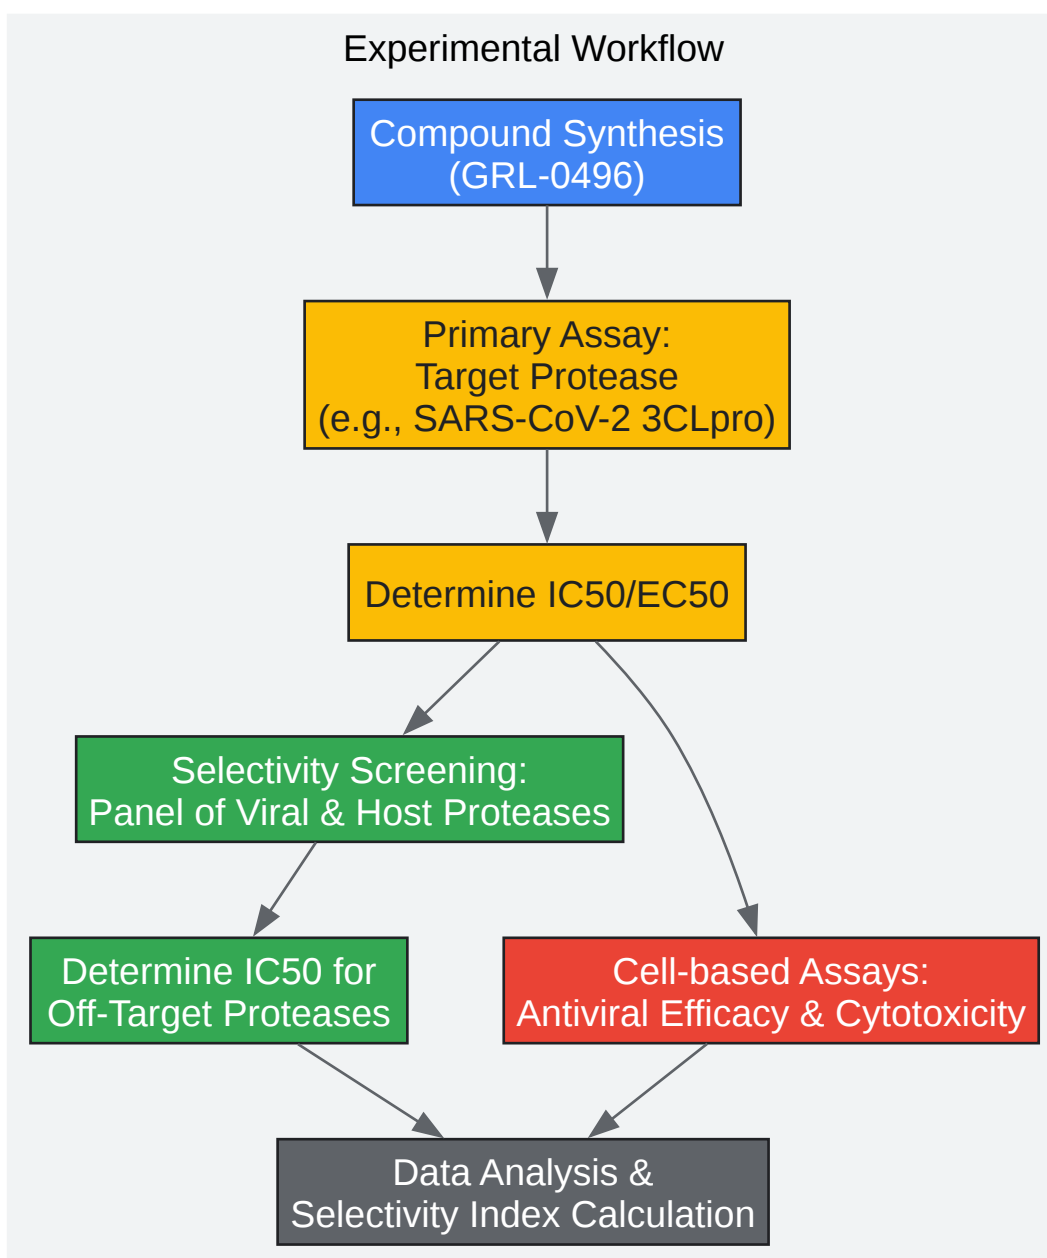 Experimental Workflow
Compound Synthesis
(GRL-0496)
Primary Assay:
Target Protease
(e.g., SARS-CoV-2 3CLpro)
Determine IC50/EC50
Selectivity Screening:
Panel of Viral & Host Proteases
Determine IC50 for
Off-Target Proteases
Cell-based Assays:
Antiviral Efficacy & Cytotoxicity
Data Analysis &
Selectivity Index Calculation